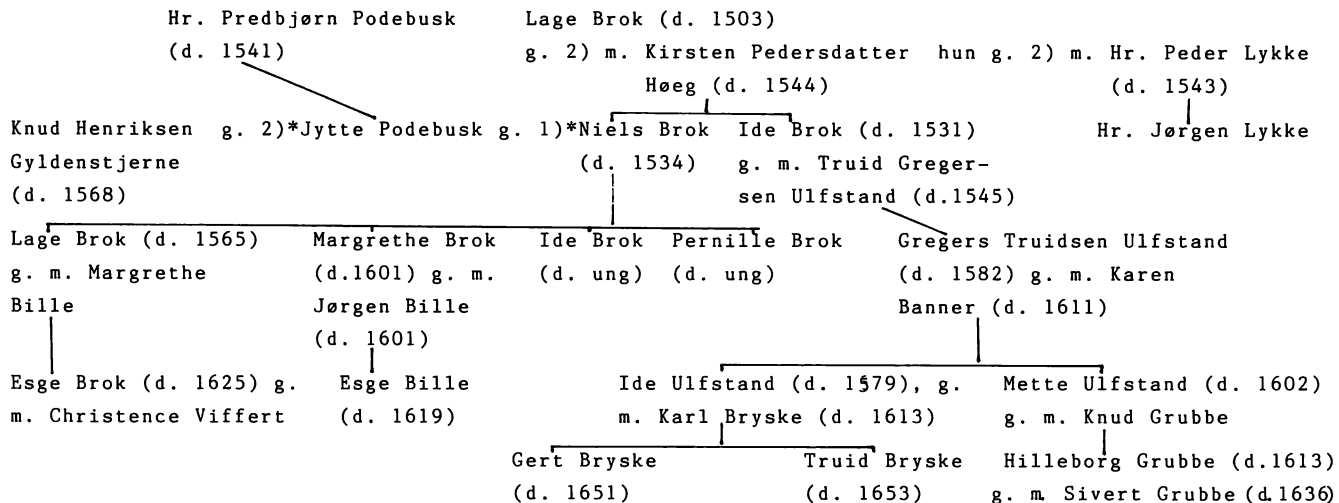 Hr. Predbjørn Podebusk Lage Brok (d. 1503)
(d. 1541) g. 2) m. Kirsten Pedersdatter hun g. 2) m. Hr. Peder Lykke
Høeg (d. 1544) (d. 1543)
Knud Henriksen g. 2)*Jytte Podebusk g. 1)*Niels Brok Ide Brok (d. 1531) Hr. Jørgen Lykke
Gyldenstjerne (d. 1534) g. m. Truid Greger-
(d. 1568) sen Ulfstand (d.1545)
Lage Brok (d. 1565) Margrethe Brok Ide Brok Pernille Brok Gregers Truidsen Ulfstand
g. m. Margrethe (d.1601) g. m. (d. ung) (d. ung) (d. 1582) g. m. Karen
Bille Jørgen Bille Banner (d. 1611)
(d. 1601)
Esge Brok (d. 1625) g. Esge Bille Ide Ulfstand (d. 1579), g. Mette Ulfstand (d. 1602)
m. Christence Viffert (d. 1619) m. Karl Bryske (d. 1613) g. m. Knud Grubbe
Gert Bryske Truid Bryske Hilleborg Grubbe (d.1613)
(d. 1651) (d. 1653) g. m. Sivert Grubbe (d.1636)